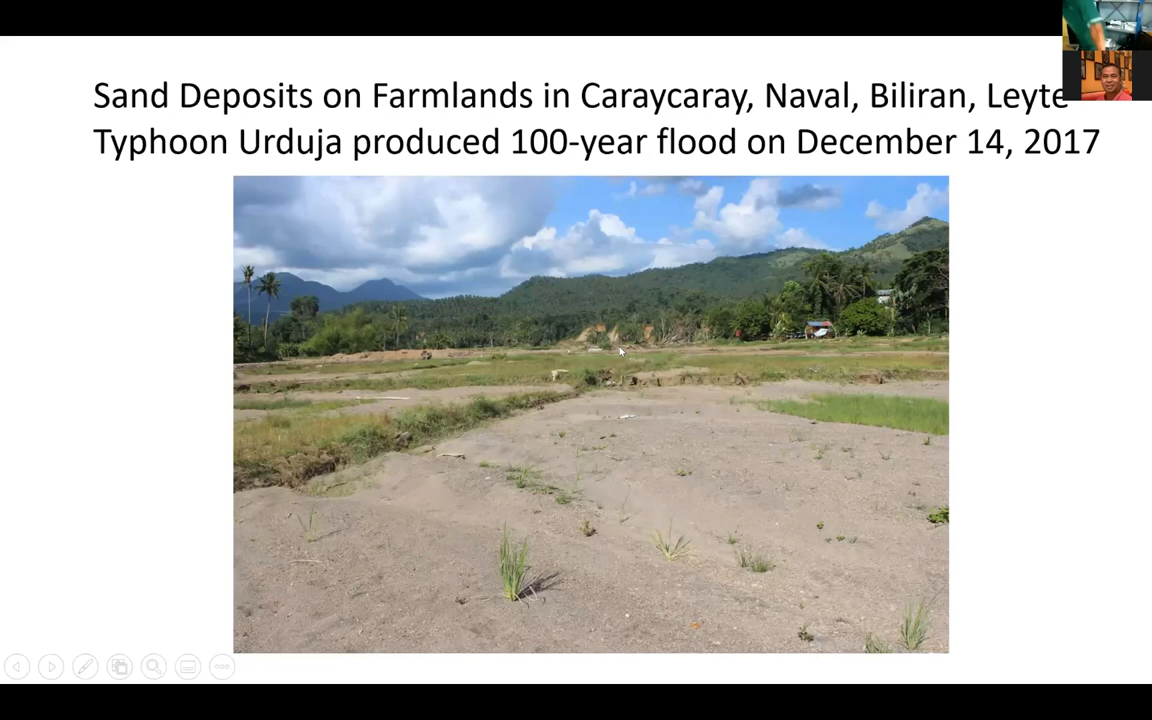 Sand Deposits on Farmlands in Caraycaray, Naval, Biliran, Leyte
Typhoon Urduja produced 100-year flood on December 14, 2017